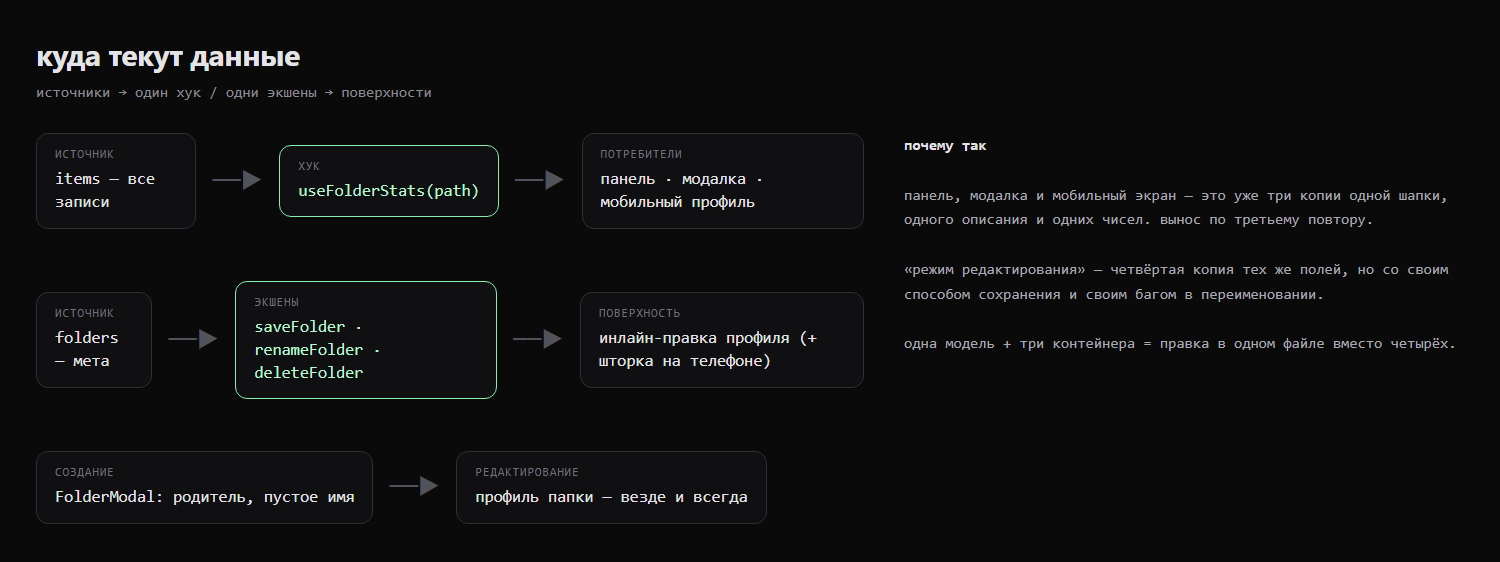 куда текут данные
источники → один хук / одни экшены → поверхности
ИСТОЧНИК
items — все
записи
ХУК
useFolderStats(path)
ПОТРЕБИТЕЛИ
панель · модалка ·
мобильный профиль
почему так
панель, модалка и мобильный экран — это уже три копии одной шапки,
одного описания и одних чисел. вынос по третьему повтору.
«режим редактирования» — четвёртая копия тех же полей, но со своим
способом сохранения и своим багом в переименовании.
одна модель + три контейнера = правка в одном файле вместо четырёх.
ИСТОЧНИК
folders
— мета
ЭКШЕНЫ
saveFolder ·
renameFolder ·
deleteFolder
ПОВЕРХНОСТЬ
инлайн-правка профиля (+
шторка на телефоне)
СОЗДАНИЕ
FolderModal: родитель, пустое имя
РЕДАКТИРОВАНИЕ
профиль папки — везде и всегда